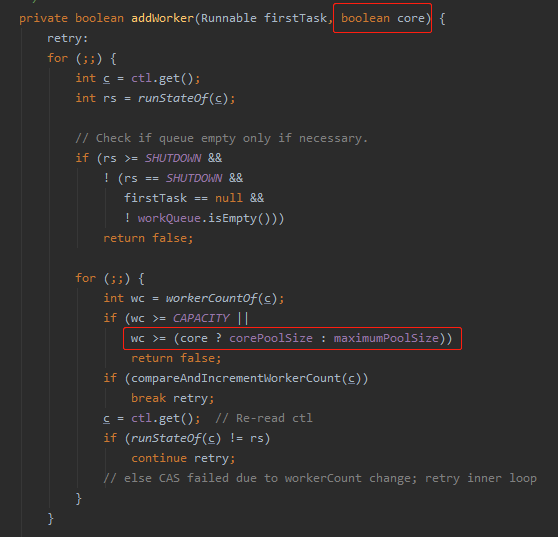 private boolean addWorker(Runnable firstTask, boolean core) {
    retry:
    for (;;) {
        int c = ctl.get();
        int rs = runStateOf(c);

        // Check if queue empty only if necessary.
        if (rs >= SHUTDOWN &&
            ! (rs == SHUTDOWN &&
               firstTask == null &&
               ! workQueue.isEmpty()))
            return false;

        for (;;) {
            int wc = workerCountOf(c);
            if (wc >= CAPACITY ||
                wc >= (core ? corePoolSize : maximumPoolSize))
                return false;
            if (compareAndIncrementWorkerCount(c))
                break retry;
            c = ctl.get();  // Re-read ctl
            if (runStateOf(c) != rs)
                continue retry;
            // else CAS failed due to workerCount change; retry inner loop
        }
    }